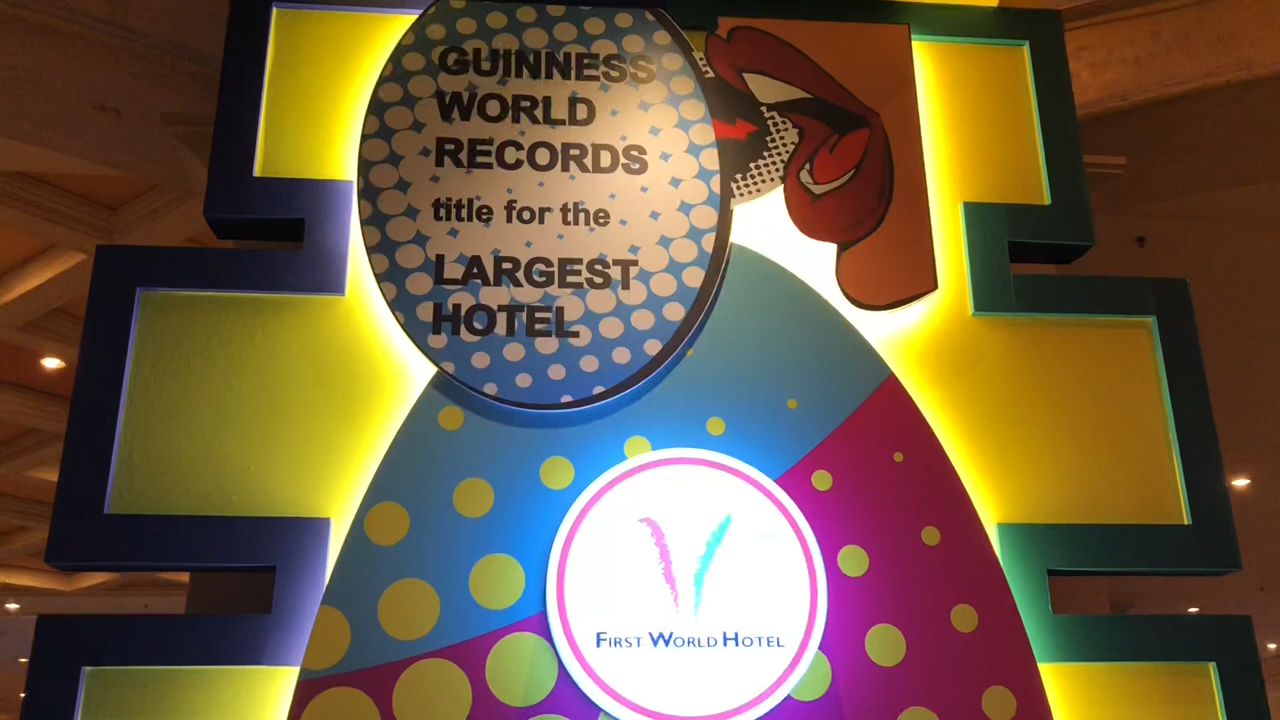 GUINNESS
WORLD
RECORDS
title for the
LARGEST
HOTEL
FIRST WORLD HOTEL